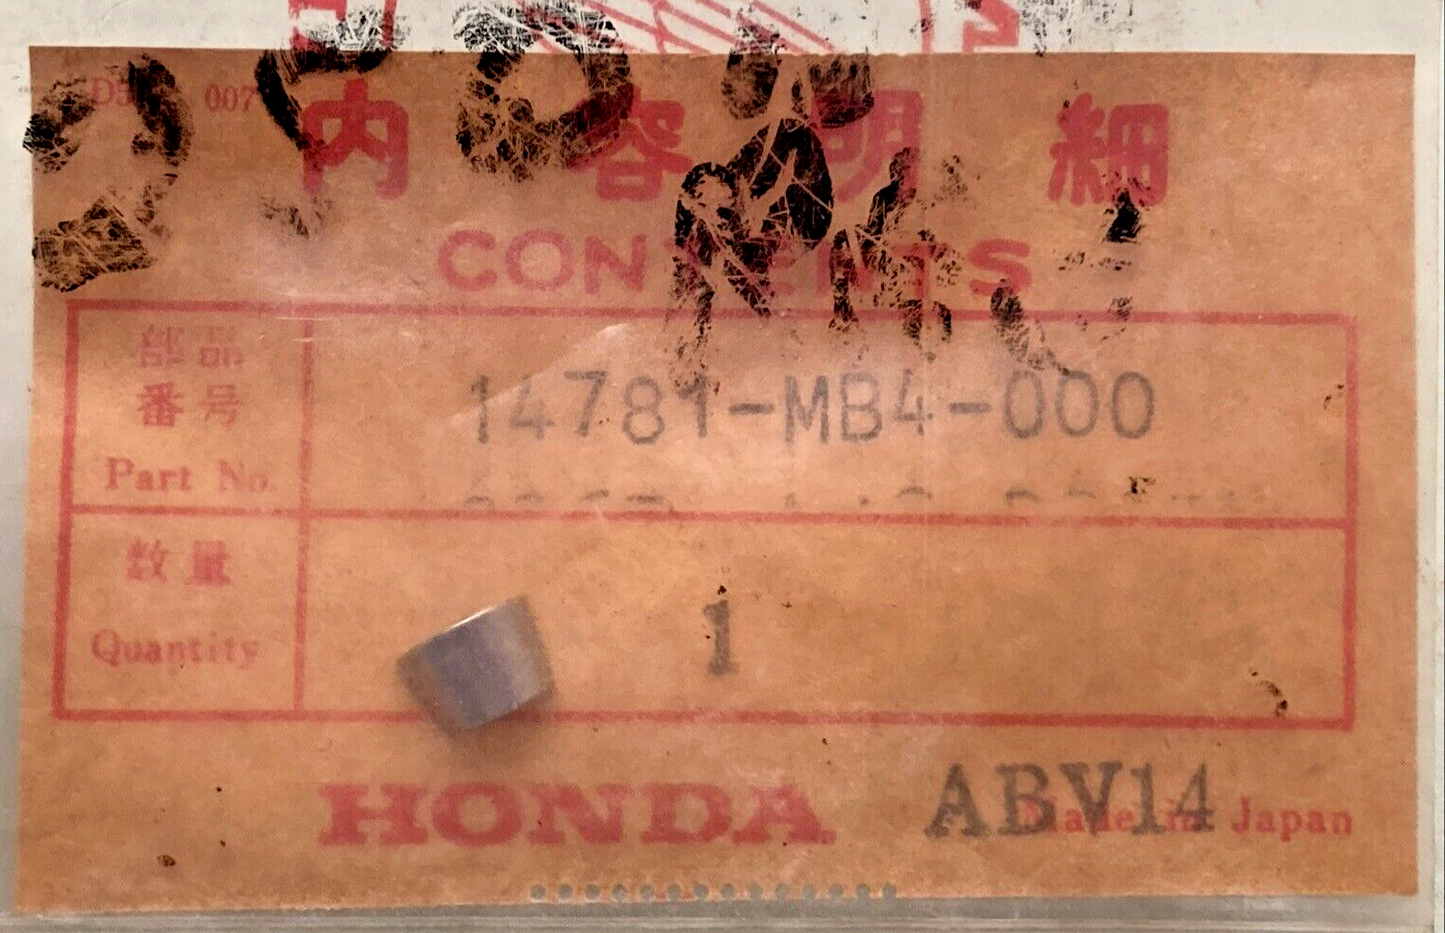 007
内容明細
CONTENTS
部品
番号
Part No.
14781-MB4-000
数量
Quantity
1
HONDA
ABV14
Made in Japan